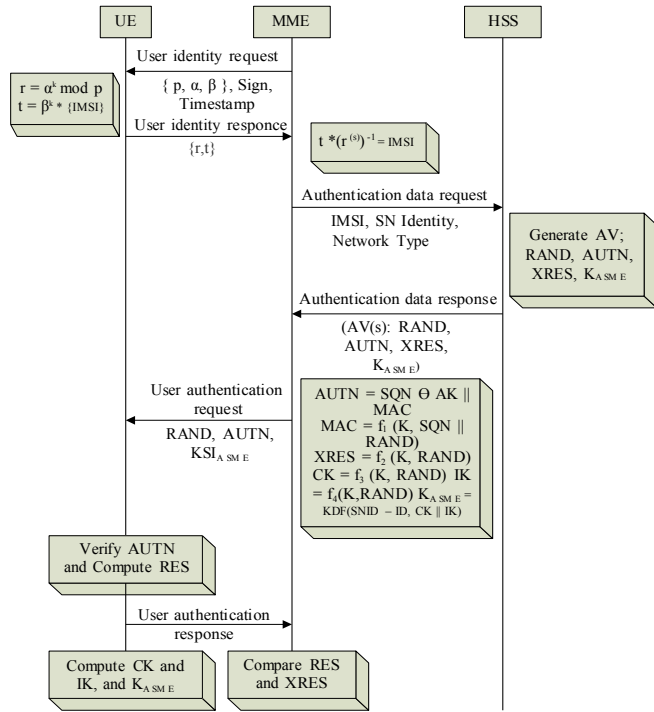 UE
MME
HSS
User identity request
{ p, α, β }, Sign,
Timestamp
r = αᵏ mod p
t = βᵏ * {IMSI}
User identity responce
{r,t}
t *(r ⁽ˢ⁾)⁻¹ = IMSI
Authentication data request
IMSI, SN Identity,
Network Type
Generate AV;
RAND, AUTN,
XRES, K_ASME
Authentication data response
(AV(s): RAND,
AUTN, XRES,
K_ASME)
User authentication
request
RAND, AUTN,
KSI_ASME
AUTN = SQN Ꮎ AK ||
MAC
MAC = f₁ (K, SQN ||
RAND)
XRES = f₂ (K, RAND)
CK = f₃ (K, RAND) IK
= f₄(K,RAND) K_ASME =
KDF(SNID – ID, CK || IK)
Verify AUTN
and Compute RES
User authentication
response
Compute CK and
IK, and K_ASME
Compare RES
and XRES